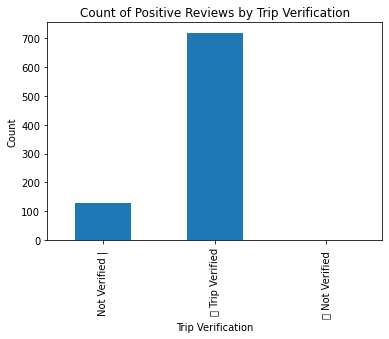 Count of Positive Reviews by Trip Verification
700
600
500
400
300
200
100
0
Count
Not Verified |
▯ Trip Verified
▯ Not Verified
Trip Verification